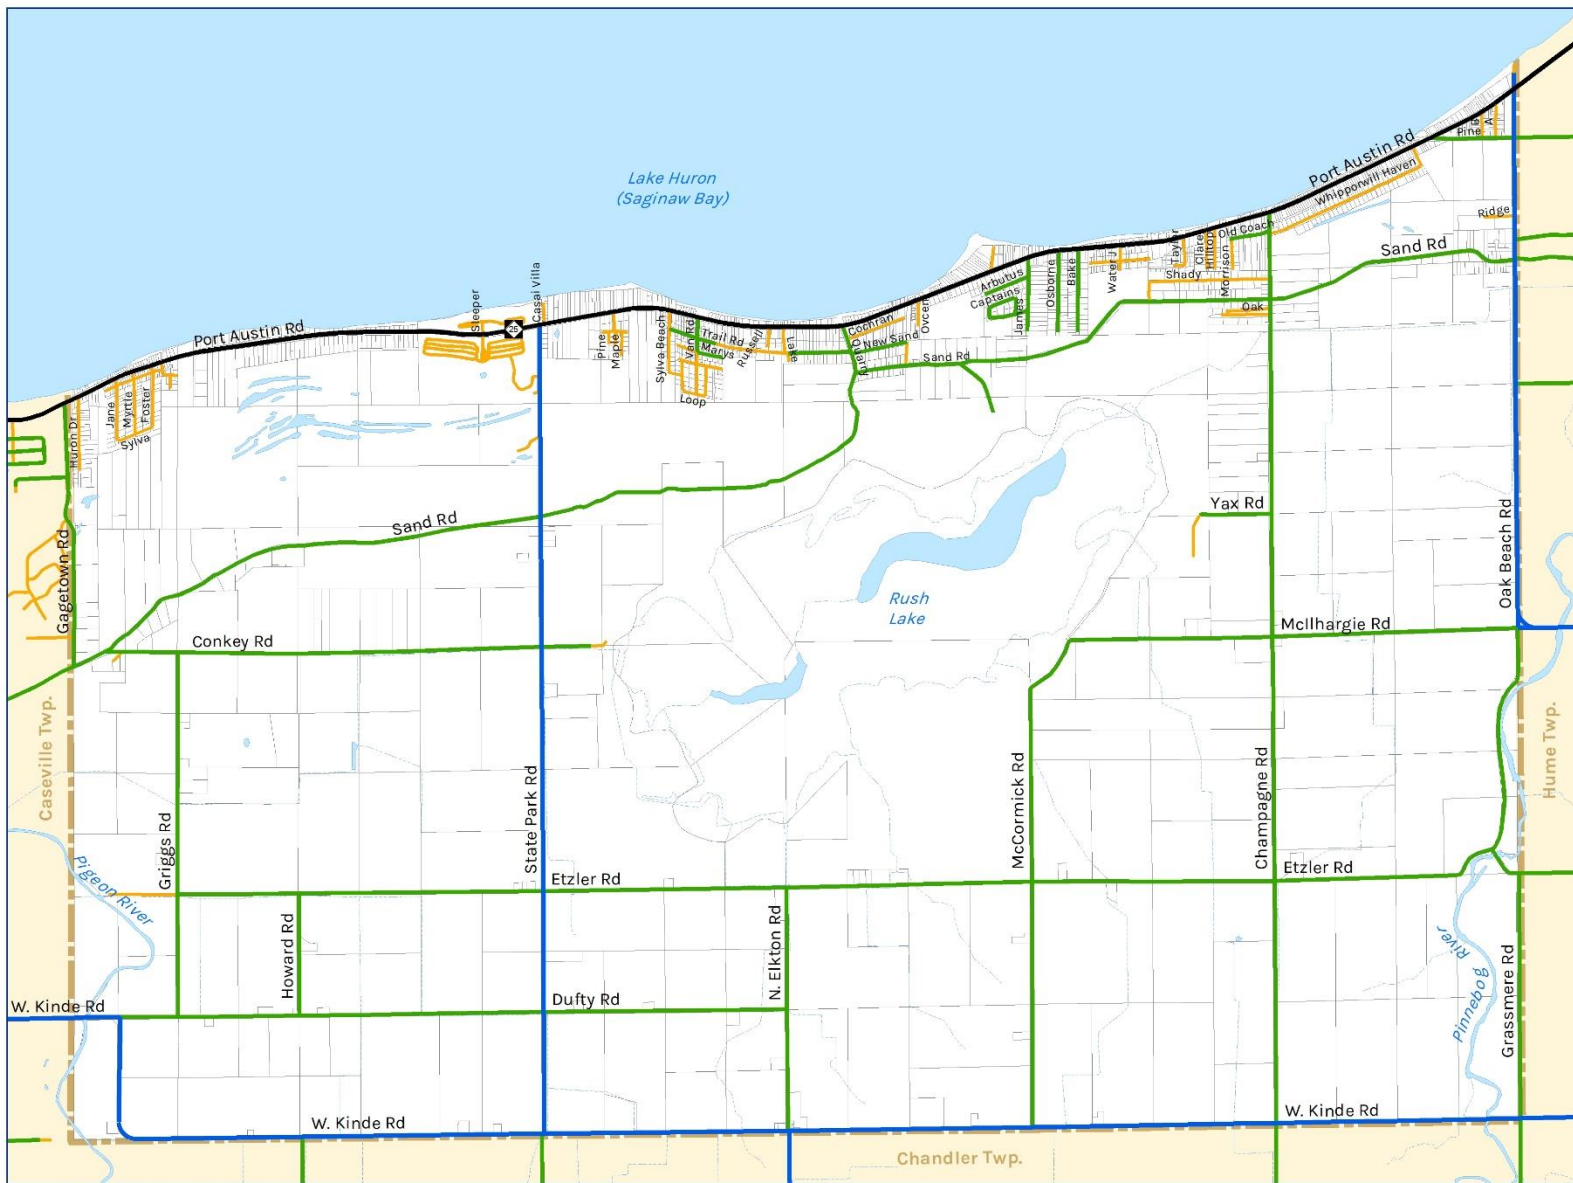 Lake Huron
(Saginaw Bay)
Port Austin Rd
Pine
B
A
Whipporwill Haven
Ridge
Sand Rd
Old Coach
Taylor
Clare
Hilltop
Morrison
Shady
Water
Oak
Bake
Osborne
Arbutus
Captains
James
Casai Villa
Sleeper
25
Port Austin Rd
Pine
Maple
Sylva Beach
Van Rd
Trail Rd
Marys
Russell
Lake
Loop
Cochran
New Sand
Quarry
Sand Rd
Jane
Myrtle
Foster
Sylva
Huron Dr
Sand Rd
Yax Rd
Oak Beach Rd
Gagetown Rd
Rush
Lake
Conkey Rd
McIlhargie Rd
Caseville Twp.
Hume Twp.
Griggs Rd
State Park Rd
McCormick Rd
Champagne Rd
Pigeon River
Etzler Rd
Etzler Rd
Howard Rd
N. Elkton Rd
Pinnebog
River
Grassmere Rd
W. Kinde Rd
Dufty Rd
W. Kinde Rd
W. Kinde Rd
Chandler Twp.